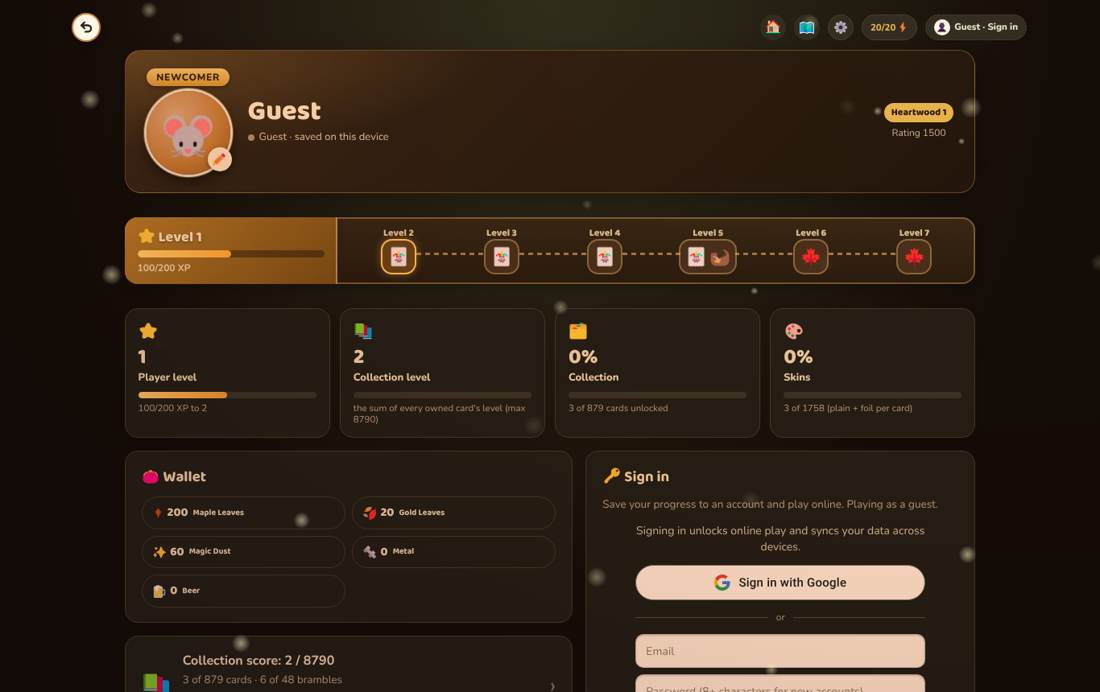 20/20
Guest · Sign in
NEWCOMER
Guest
Guest · saved on this device
Heartwood 1
Rating 1500
Level 1
100/200 XP
Level 2
Level 3
Level 4
Level 5
Level 6
Level 7
1
Player level
100/200 XP to 2
2
Collection level
the sum of every owned card's level (max
8790)
0%
Collection
3 of 879 cards unlocked
0%
Skins
3 of 1758 (plain + foil per card)
Wallet
200 Maple Leaves
20 Gold Leaves
60 Magic Dust
0 Metal
0 Beer
Collection score: 2 / 8790
3 of 879 cards · 6 of 48 brambles
Sign in
Save your progress to an account and play online. Playing as a guest.
Signing in unlocks online play and syncs your data across
devices.
Sign in with Google
or
Email
Password (8+ characters for new accounts)